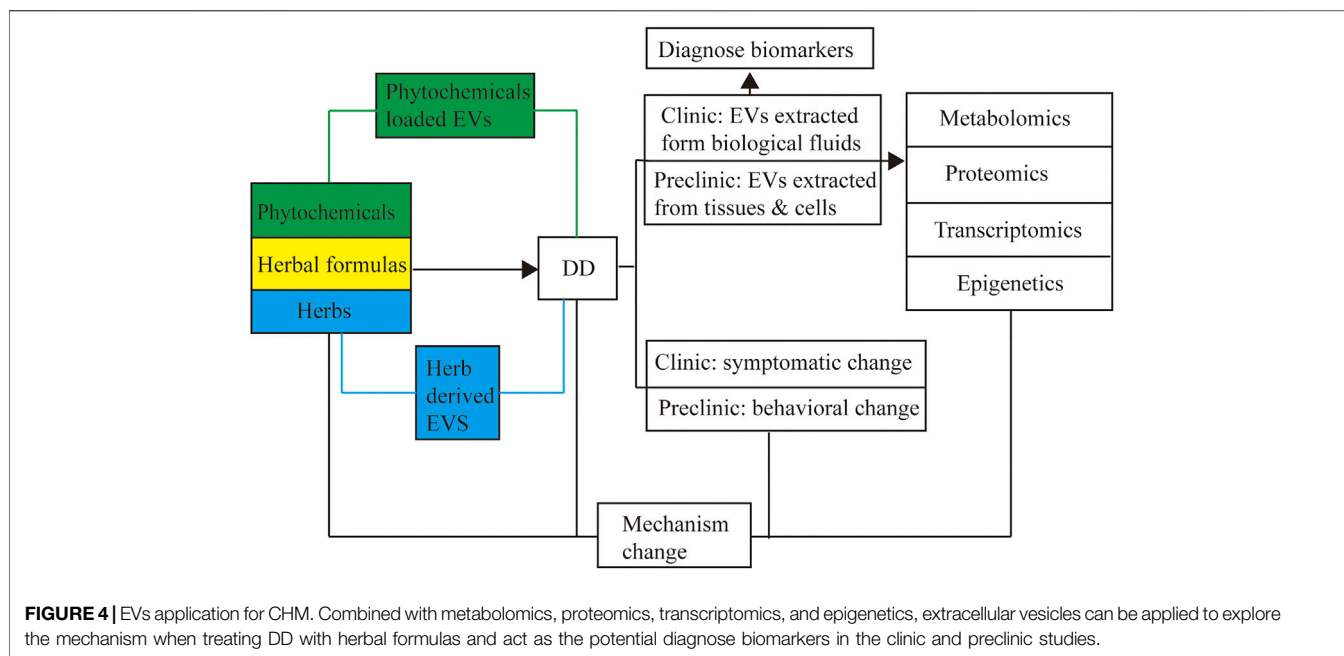 Diagnose biomarkers
Phytochemicals
loaded EVs
Clinic: EVs extracted
form biological fluids
Preclinic: EVs extracted
from tissues & cells
Metabolomics
Proteomics
Transcriptomics
Epigenetics
Phytochemicals
Herbal formulas
Herbs
DD
Herb
derived
EVS
Clinic: symptomatic change
Preclinic: behavioral change
Mechanism
change
FIGURE 4 | EVs application for CHM. Combined with metabolomics, proteomics, transcriptomics, and epigenetics, extracellular vesicles can be applied to explore
the mechanism when treating DD with herbal formulas and act as the potential diagnose biomarkers in the clinic and preclinic studies.